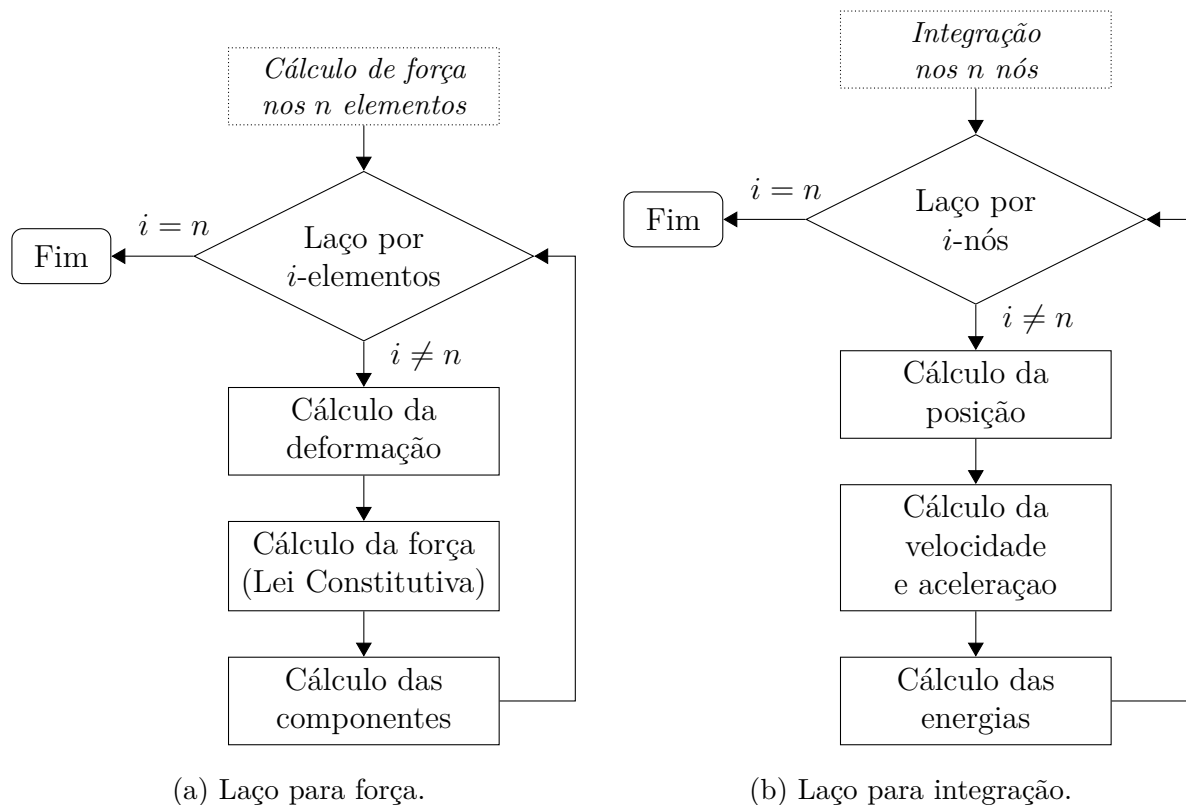 Cálculo de força
nos n elementos
i = n
Fim
Laço por
i-elementos
i ≠ n
Cálculo da
deformação
Cálculo da força
(Lei Constitutiva)
Cálculo das
componentes
(a) Laço para força.
Integração
nos n nós
i = n
Fim
Laço por
i-nós
i ≠ n
Cálculo da
posição
Cálculo da
velocidade
e aceleraçao
Cálculo das
energias
(b) Laço para integração.